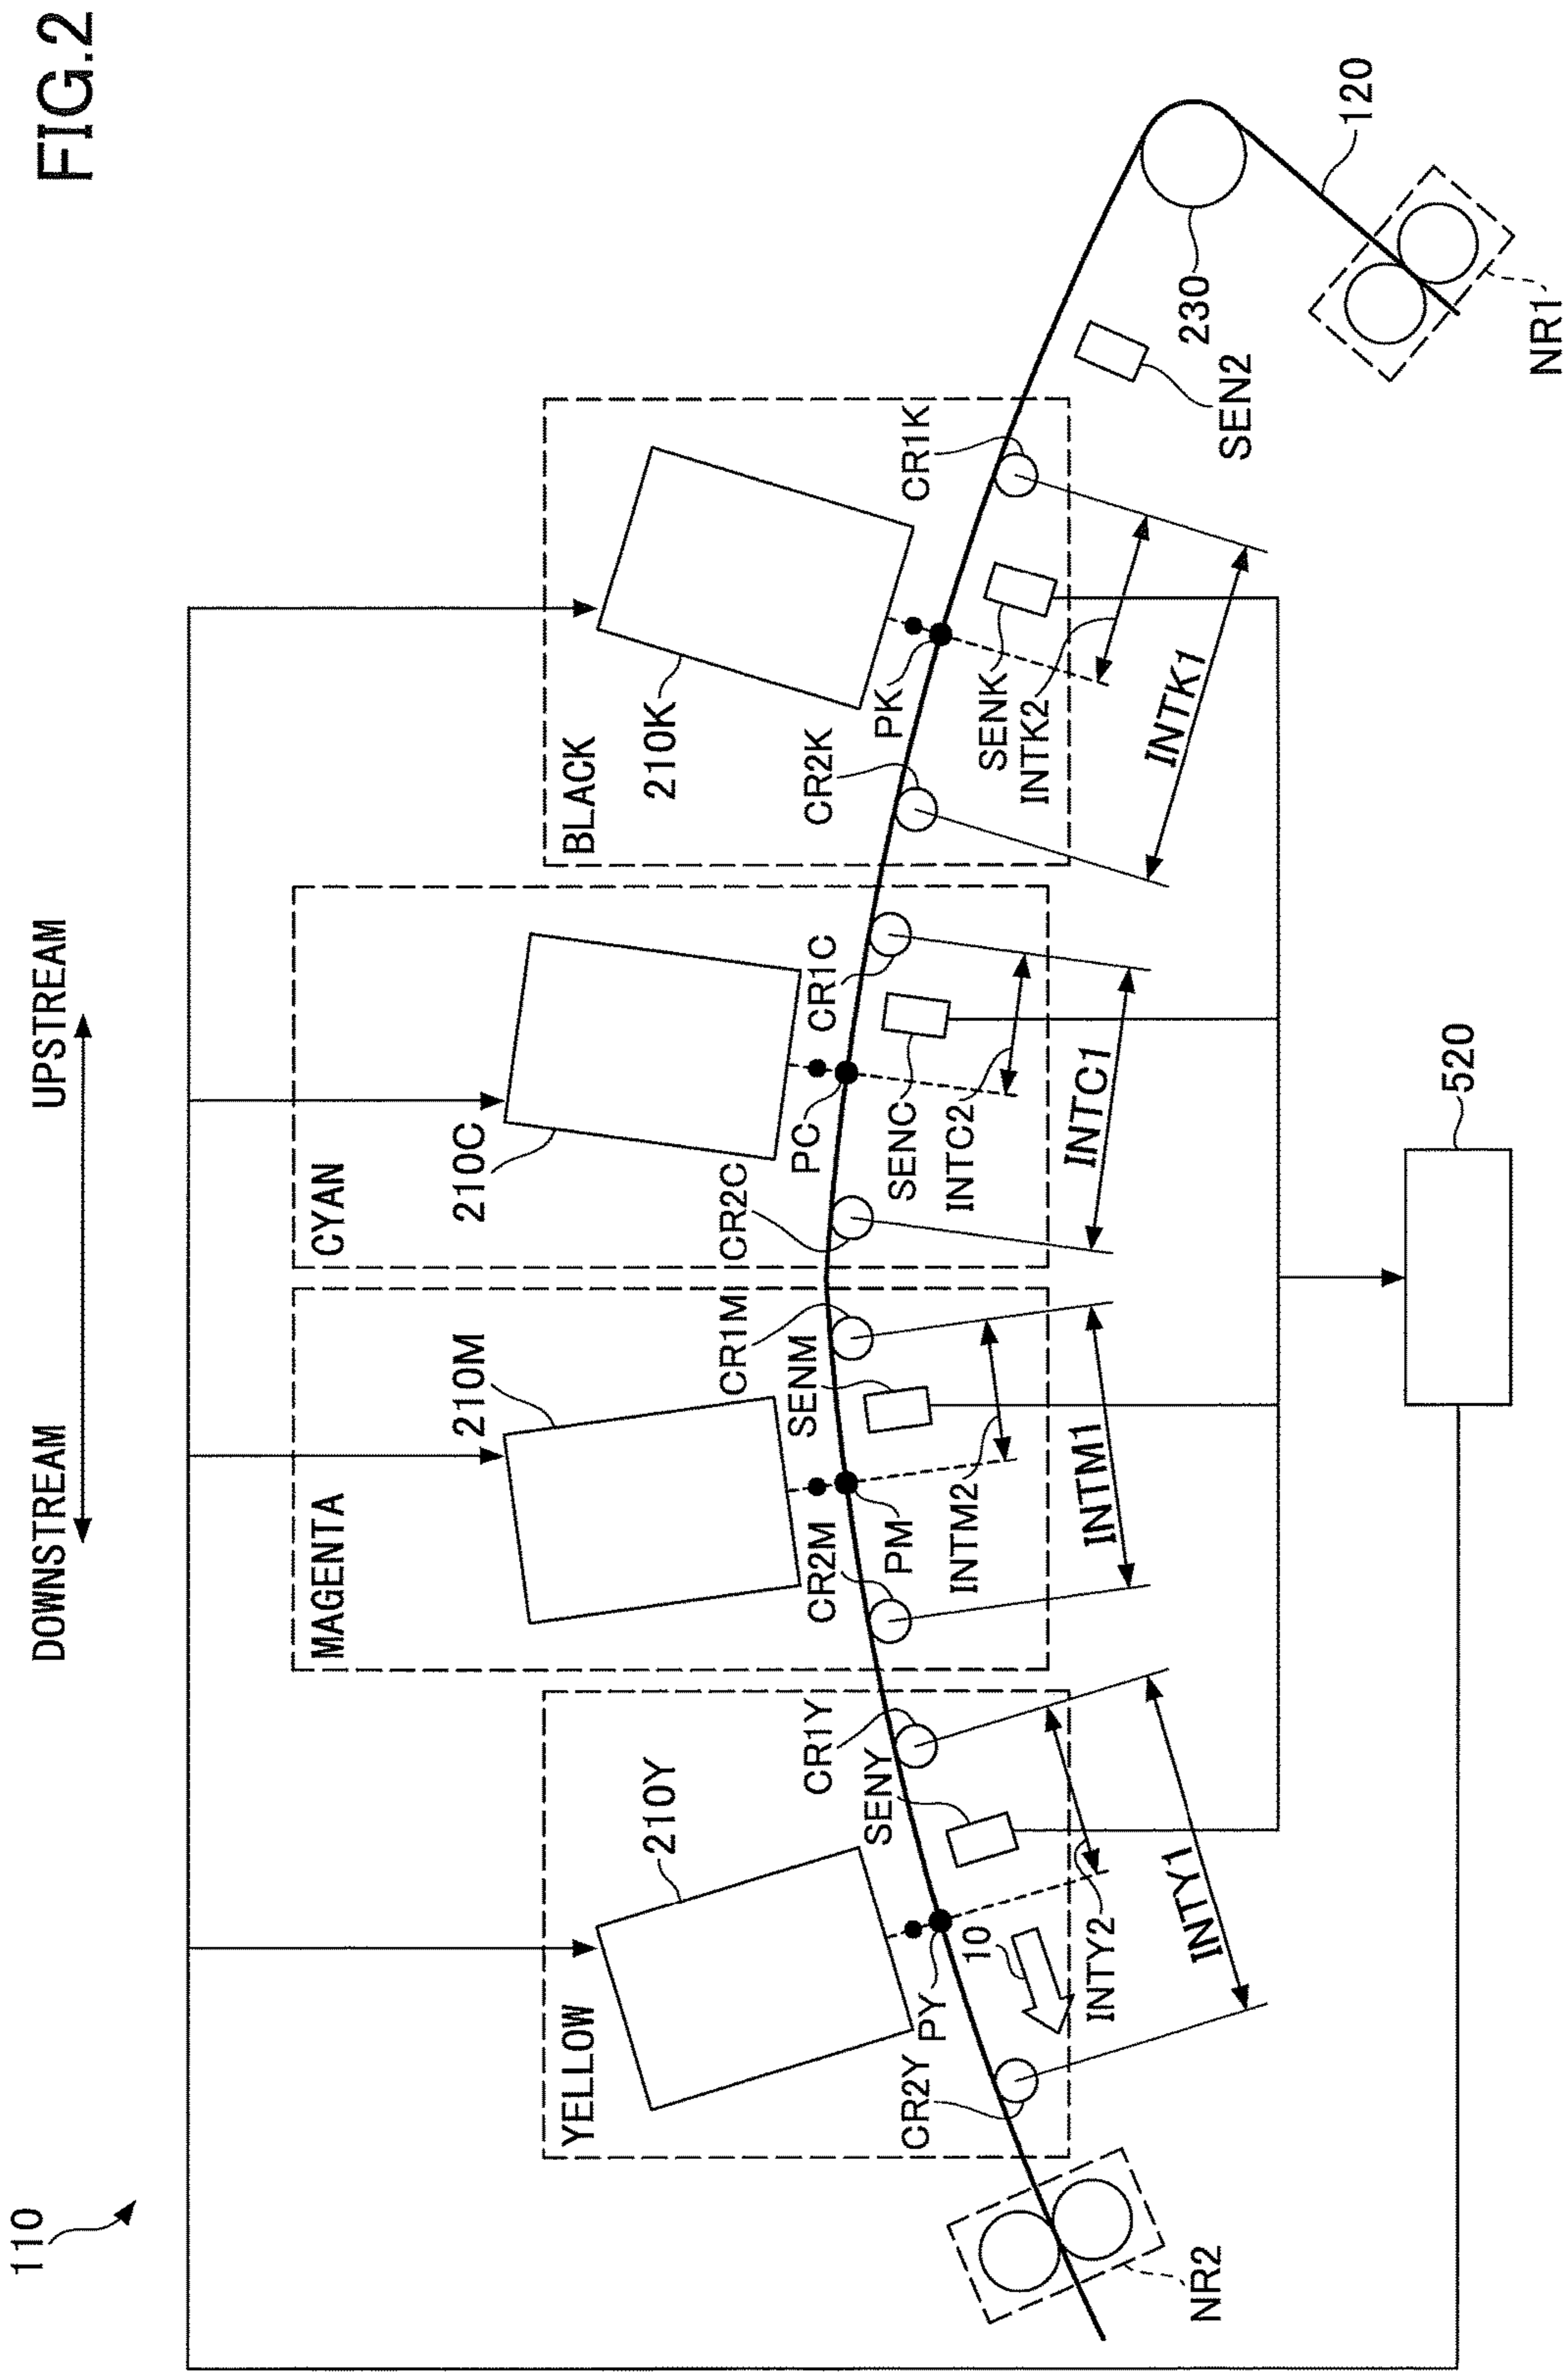 FIG.2
110
DOWNSTREAM
UPSTREAM
YELLOW
MAGENTA
CYAN
BLACK
210Y
210M
210C
210K
CR2Y
PY
SENY
CR1Y
10
INTY2
INTY1
CR2M
PM
SENM
CR1M
INTM2
INTM1
CR2C
PC
CR1C
SENC
INTC2
INTC1
CR2K
PK
CR1K
SENK
INTK2
INTK1
SEN2
230
120
NR1
NR2
520